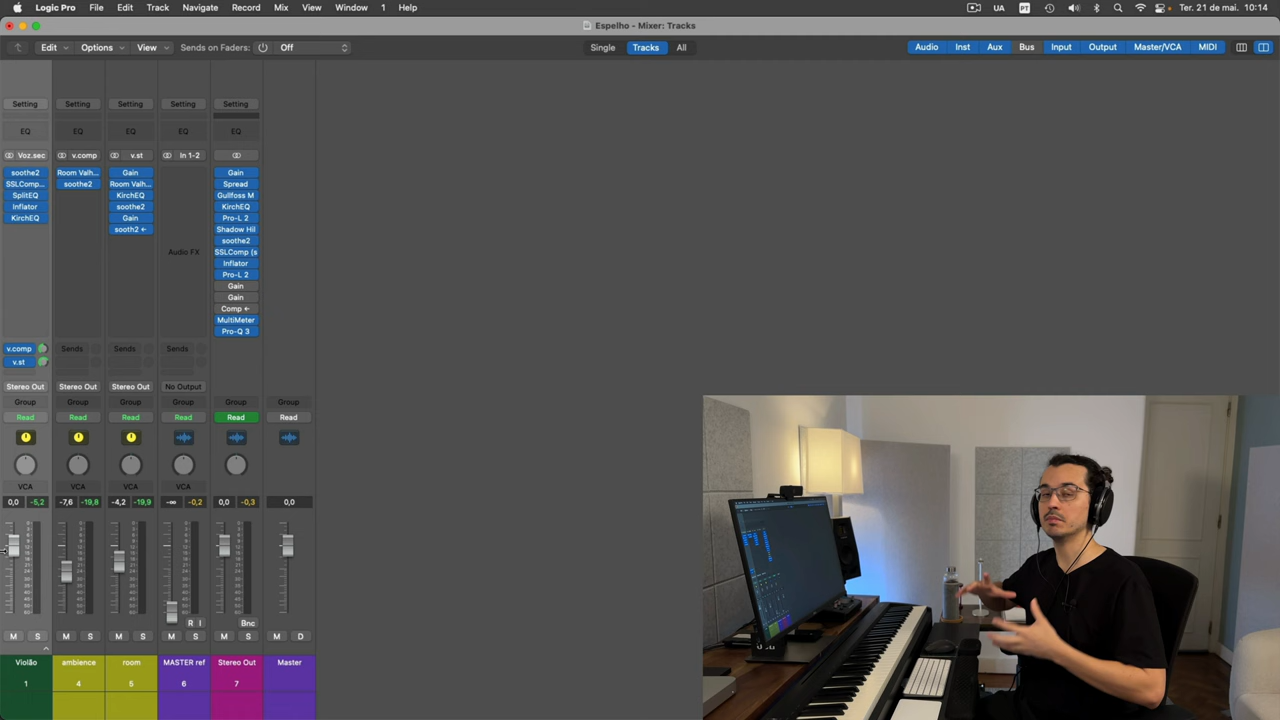 Logic Pro File Edit Track Navigate Record Mix View Window 1 Help UA PT Ter. 21 de mai. 10:14
Espelho - Mixer: Tracks
Edit Options View Sends on Faders: Off Single Tracks All Audio Inst Aux Bus Input Output Master/VCA MIDI
Setting Setting Setting Setting Setting
EQ EQ EQ EQ EQ
Voz.sec v.comp v.st In 1-2
soothe2 Room Valh... Gain Gain
SSLComp... soothe2 Room Valh... Spread
SplitEQ KirchEQ Gullfoss M
Inflator soothe2 KirchEQ
KirchEQ Gain Pro-L 2
sooth2 ← Shadow Hil
soothe2
Audio FX SSLComp (s
Inflator
Pro-L 2
Gain
Gain
Comp ←
MultiMeter
Pro-Q 3
v.comp Sends Sends Sends
v.st
Stereo Out Stereo Out Stereo Out No Output
Group Group Group Group Group Group
Read Read Read Read Read Read
VCA VCA VCA VCA VCA
0,0 -5,2 -7,6 -19,8 -4,2 -19,9 -∞ -0,2 0,0 -0,3 0,0
R I Bnc
M S M S M S M S M S M D
Violão ambience room MASTER ref Stereo Out Master
1 4 5 6 7